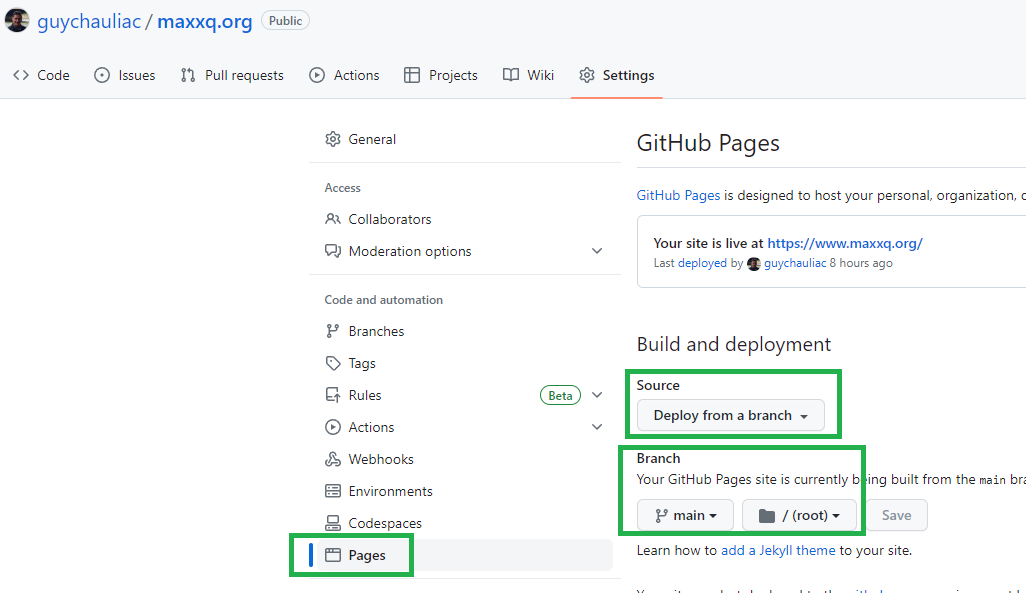 guychauliac / maxxq.org Public
Code Issues Pull requests Actions Projects Wiki Settings
General
Access
Collaborators
Moderation options
Code and automation
Branches
Tags
Rules Beta
Actions
Webhooks
Environments
Codespaces
Pages
GitHub Pages
GitHub Pages is designed to host your personal, organization,
Your site is live at https://www.maxxq.org/
Last deployed by guychauliac 8 hours ago
Build and deployment
Source
Deploy from a branch
Branch
Your GitHub Pages site is currently being built from the main
main / (root) Save
Learn how to add a Jekyll theme to your site.